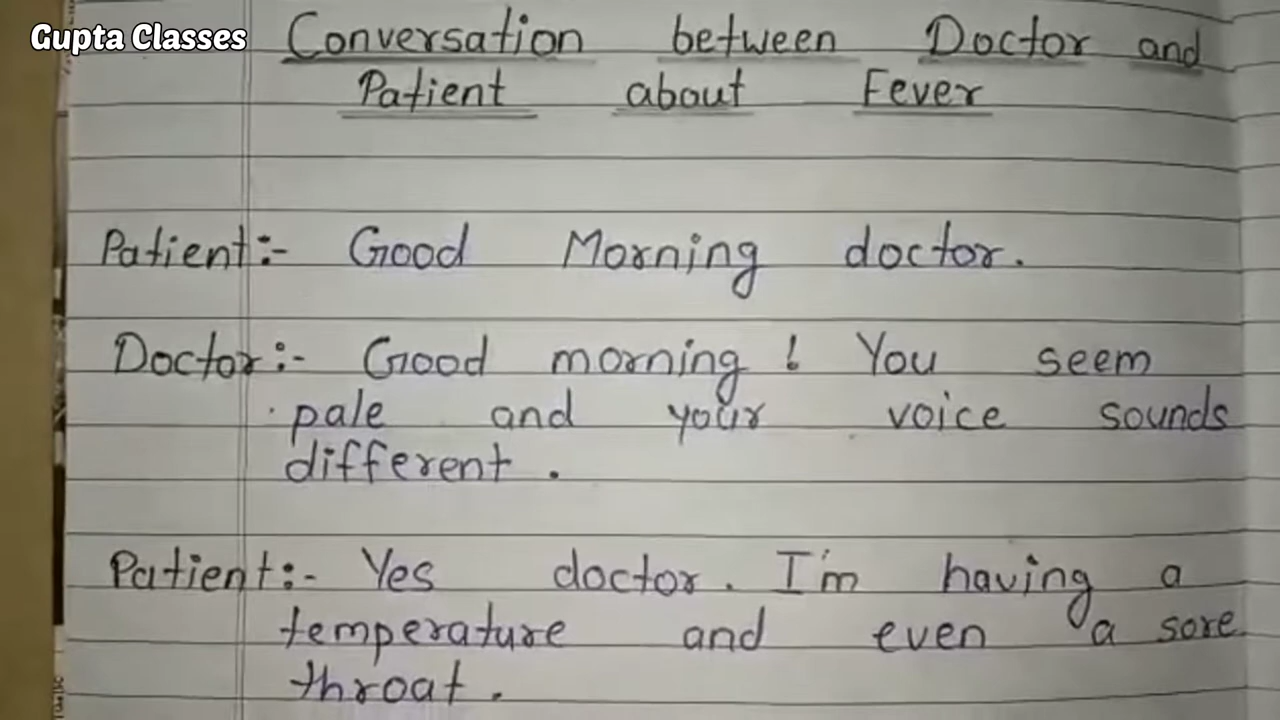 Gupta Classes
Conversation between Doctor and
Patient about Fever
Patient:- Good Morning doctor.
Doctor:- Good morning! You seem
pale and your voice sounds
different.
Patient:- Yes doctor. I'm having a
temperature and even a sore
throat.